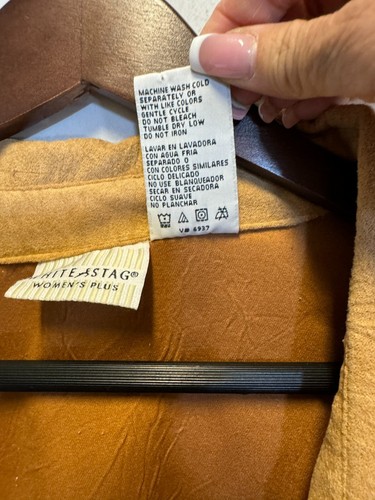 MACHINE WASH COLD
SEPARATELY OR
WITH LIKE COLORS
GENTLE CYCLE
DO NOT BLEACH
TUMBLE DRY LOW
DO NOT IRON
LAVAR EN LAVADORA
CON AGUA FRIA
SEPARADO O
CON COLORES SIMILARES
CICLO DELICADO
NO USE BLANQUEADOR
SECAR EN SECADORA
CICLO SUAVE
NO PLANCHAR
V# 6937
STAG®
WOMEN'S PLUS